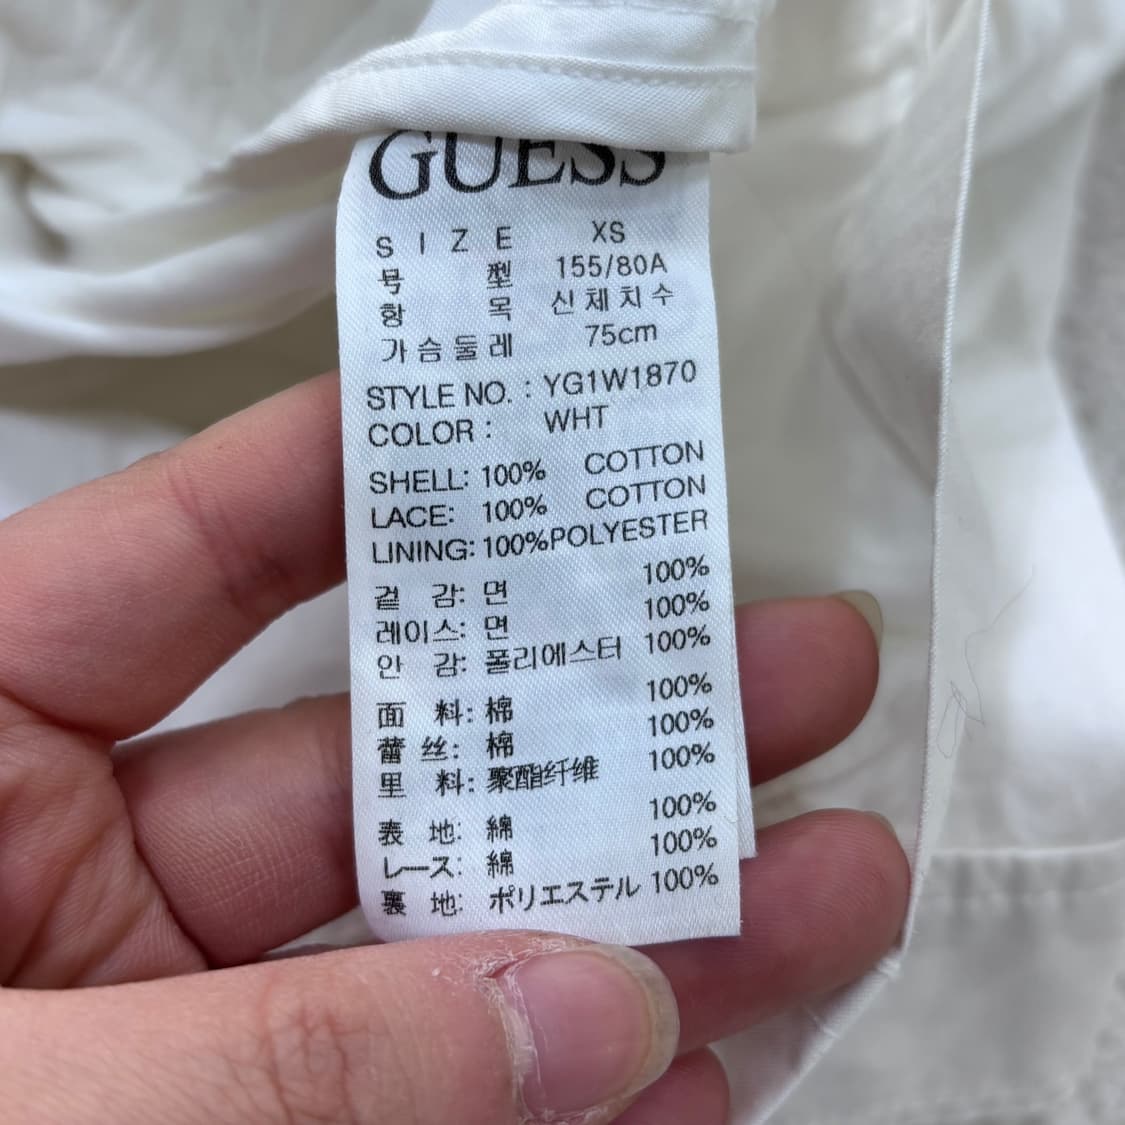 GUESS
SIZE XS
号型 155/80A
항목 신체치수
가슴둘레 75cm
STYLE NO. : YG1W1870
COLOR : WHT
SHELL: 100% COTTON
LACE: 100% COTTON
LINING: 100%POLYESTER
겉감: 면 100%
레이스: 면 100%
안감: 폴리에스터 100%
面料: 棉 100%
蕾丝: 棉 100%
里料: 聚酯纤维 100%
表地: 綿 100%
レース: 綿 100%
裏地: ポリエステル 100%